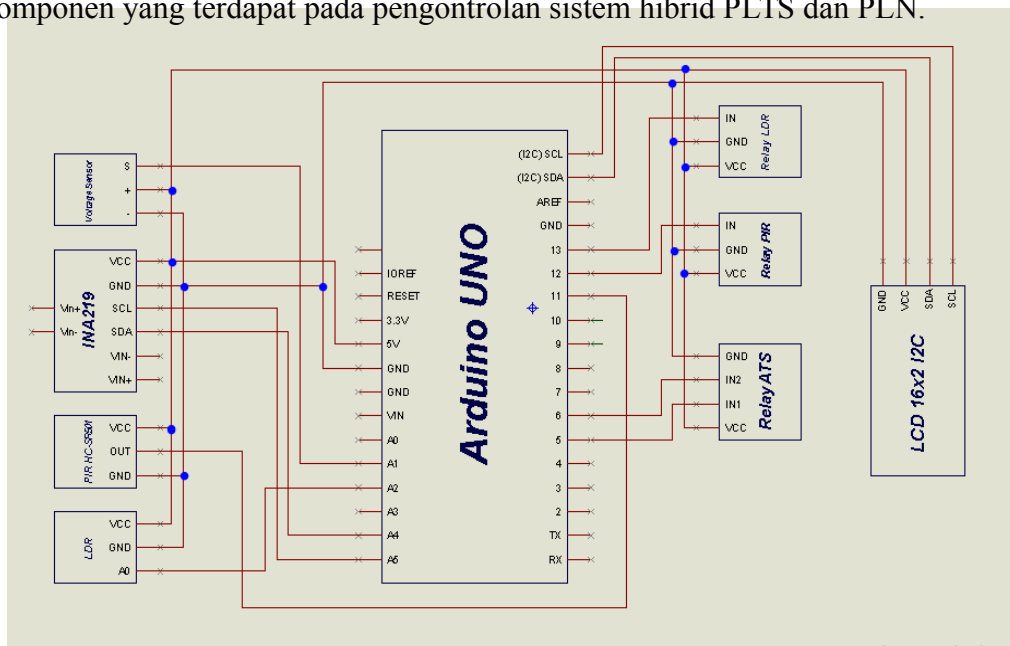 omponen yang terdapat pada pengontrolan sistem hibrid PLTS dan PLN.
Voltage Sensor
S
+
-
INA219
VCC
GND
SCL
SDA
VIN-
VIN+
Vin+
Vin-
PIR HC-SR501
VCC
OUT
GND
LDR
VCC
GND
A0
Arduino UNO
IOREF
RESET
3.3V
5V
GND
GND
VIN
A0
A1
A2
A3
A4
A5
(I2C) SCL
(I2C) SDA
AREF
GND
13
12
11
10
9
8
7
6
5
4
3
2
TX
RX
IN
GND
VCC
Relay LDR
IN
GND
VCC
Relay PIR
GND
IN2
IN1
VCC
Relay ATS
GND
VCC
SDA
SCL
LCD 16x2 I2C